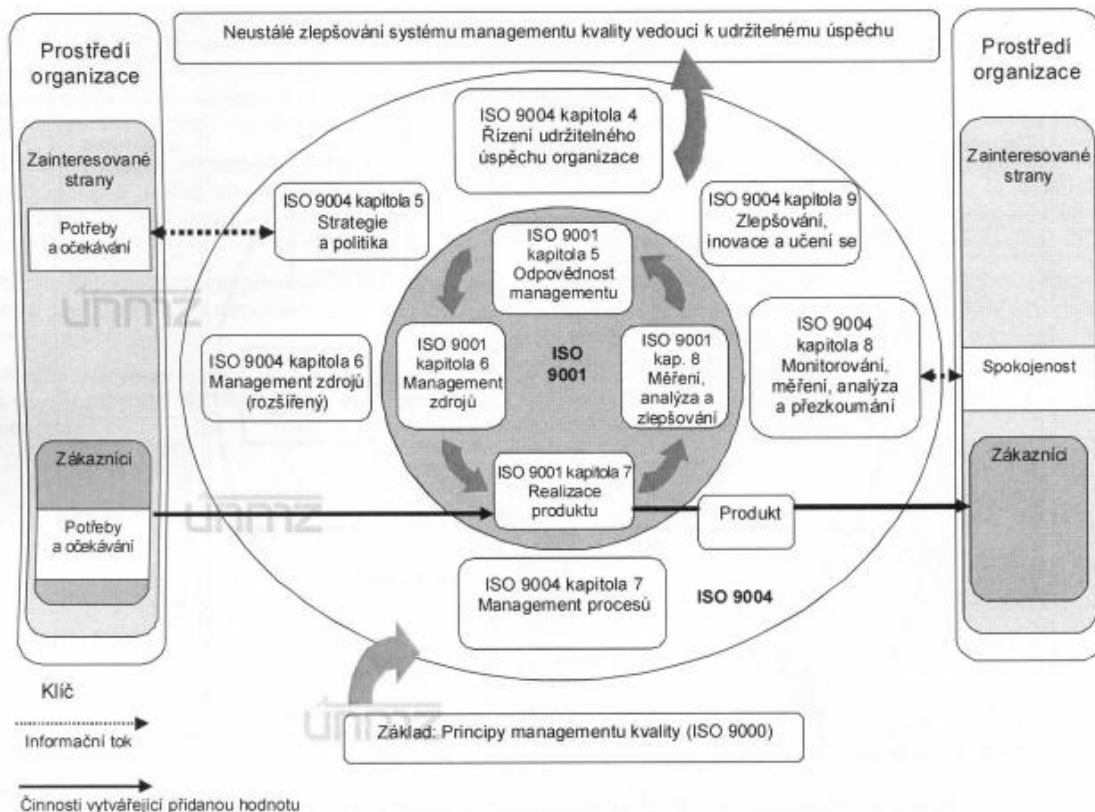 Neustálé zlepšování systému managementu kvality vedoucí k udržitelnému úspěchu
Prostředí
organizace
Zainteresované
strany
Potřeby
a očekávání
Zákazníci
Potřeby
a očekávání
ISO 9004 kapitola 4
Řízení udržitelného
úspěchu organizace
ISO 9004 kapitola 5
Strategie
a politika
ISO 9004 kapitola 9
Zlepšování,
inovace a učení se
ISO 9001
kapitola 5
Odpovědnost
managementu
ISO 9004 kapitola 6
Management zdrojů
(rozšířený)
ISO 9001
kapitola 6
Management
zdrojů
ISO
9001
ISO 9001
kap. 8
Měření,
analýza a
zlepšování
ISO 9004
kapitola 8
Monitorování,
měření, analýza
a přezkoumání
ISO 9001 kapitola 7
Realizace
produktu
Produkt
ISO 9004 kapitola 7
Management procesů
ISO 9004
Prostředí
organizace
Zainteresované
strany
Spokojenost
Zákazníci
únmz
únmz
únmz
Základ: Principy managementu kvality (ISO 9000)
Klíč
Informační tok
Činnosti vytvářející přidanou hodnotu